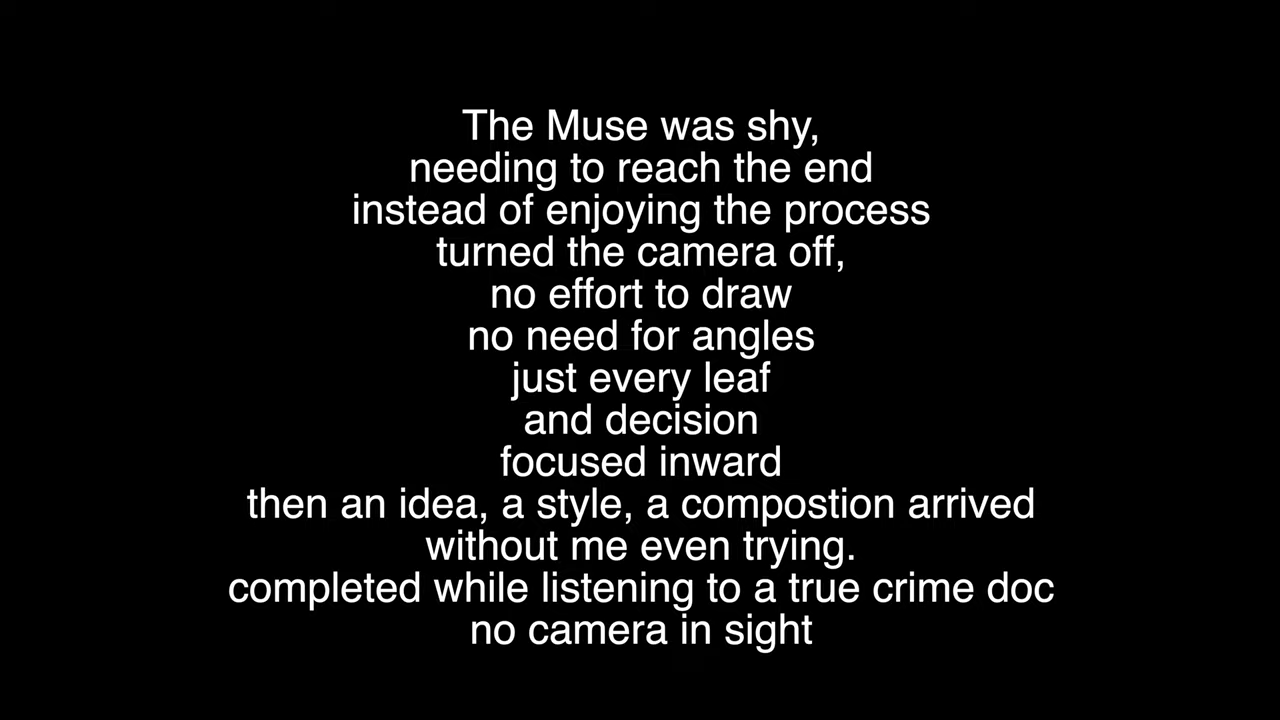 The Muse was shy,
needing to reach the end
instead of enjoying the process
turned the camera off,
no effort to draw
no need for angles
just every leaf
and decision
focused inward
then an idea, a style, a compostion arrived
without me even trying.
completed while listening to a true crime doc
no camera in sight